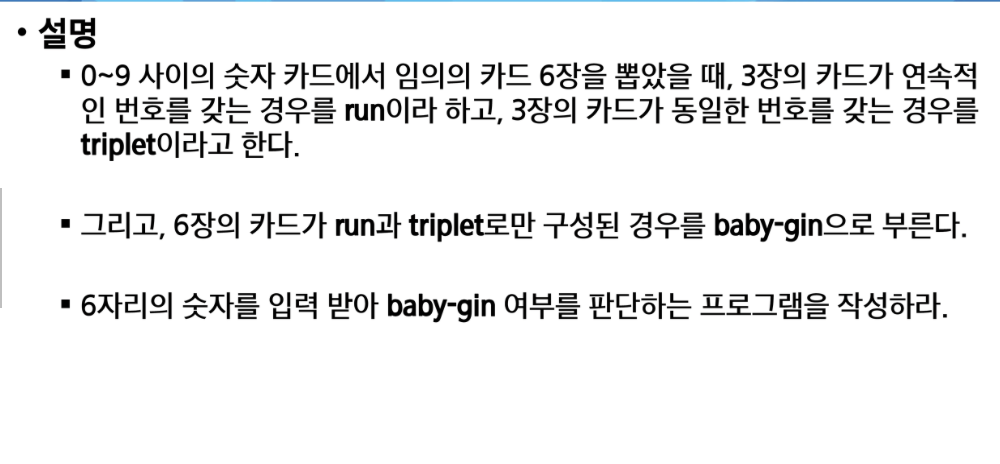 • 설명
▪ 0~9 사이의 숫자 카드에서 임의의 카드 6장을 뽑았을 때, 3장의 카드가 연속적
인 번호를 갖는 경우를 run이라 하고, 3장의 카드가 동일한 번호를 갖는 경우를
triplet이라고 한다.
▪ 그리고, 6장의 카드가 run과 triplet로만 구성된 경우를 baby-gin으로 부른다.
▪ 6자리의 숫자를 입력 받아 baby-gin 여부를 판단하는 프로그램을 작성하라.